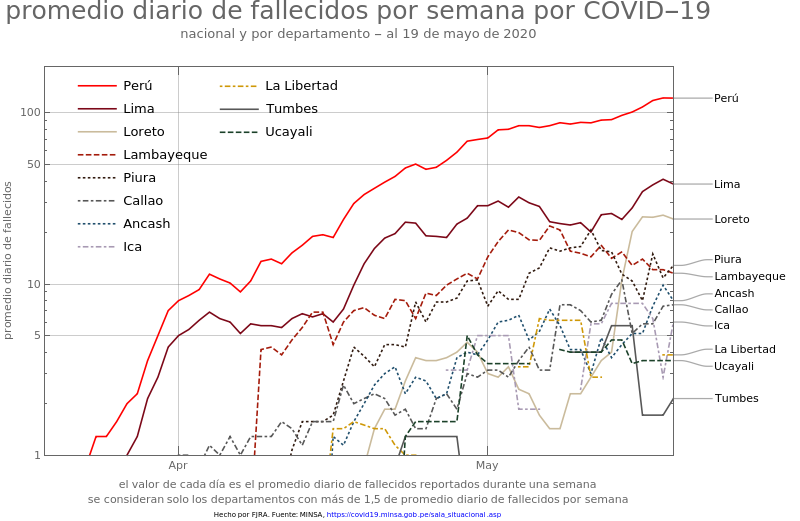 promedio diario de fallecidos por semana por COVID−19
nacional y por departamento − al 19 de mayo de 2020
promedio diario de fallecidos
100
50
10
5
1
Apr
May
Perú
Lima
Loreto
Lambayeque
Piura
Callao
Ancash
Ica
La Libertad
Tumbes
Ucayali
Perú
Lima
Loreto
Piura
Lambayeque
Ancash
Callao
Ica
La Libertad
Ucayali
Tumbes
el valor de cada día es el promedio diario de fallecidos reportados durante una semana
se consideran solo los departamentos con más de 1,5 de promedio diario de fallecidos por semana
Hecho por FJRA. Fuente: MINSA, https://covid19.minsa.gob.pe/sala_situacional.asp